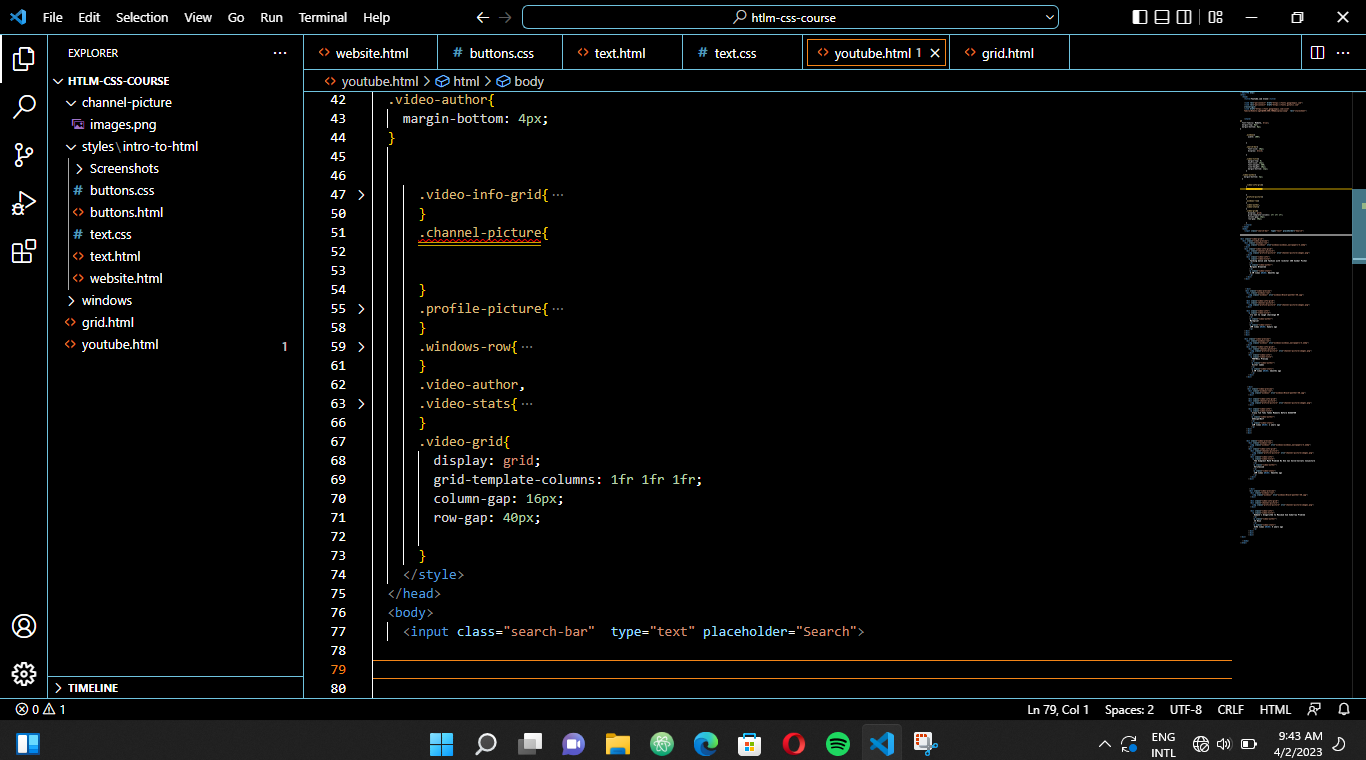 File Edit Selection View Go Run Terminal Help
htlm-css-course
EXPLORER
HTLM-CSS-COURSE
channel-picture
images.png
styles\intro-to-html
Screenshots
buttons.css
buttons.html
text.css
text.html
website.html
windows
grid.html
youtube.html 1
TIMELINE
website.html buttons.css text.html text.css youtube.html 1 grid.html
youtube.html > html > body
42 .video-author{
43 margin-bottom: 4px;
44 }
45
46
47 .video-info-grid{ ...
50 }
51 .channel-picture{
52
53
54 }
55 .profile-picture{ ...
58 }
59 .windows-row{ ...
61 }
62 .video-author,
63 .video-stats{ ...
66 }
67 .video-grid{
68 display: grid;
69 grid-template-columns: 1fr 1fr 1fr;
70 column-gap: 16px;
71 row-gap: 40px;
72
73 }
74 </style>
75 </head>
76 <body>
77 <input class="search-bar"  type="text" placeholder="Search">
78
79
80
0 1 Ln 79, Col 1 Spaces: 2 UTF-8 CRLF HTML
ENG
INTL
9:43 AM
4/2/2023